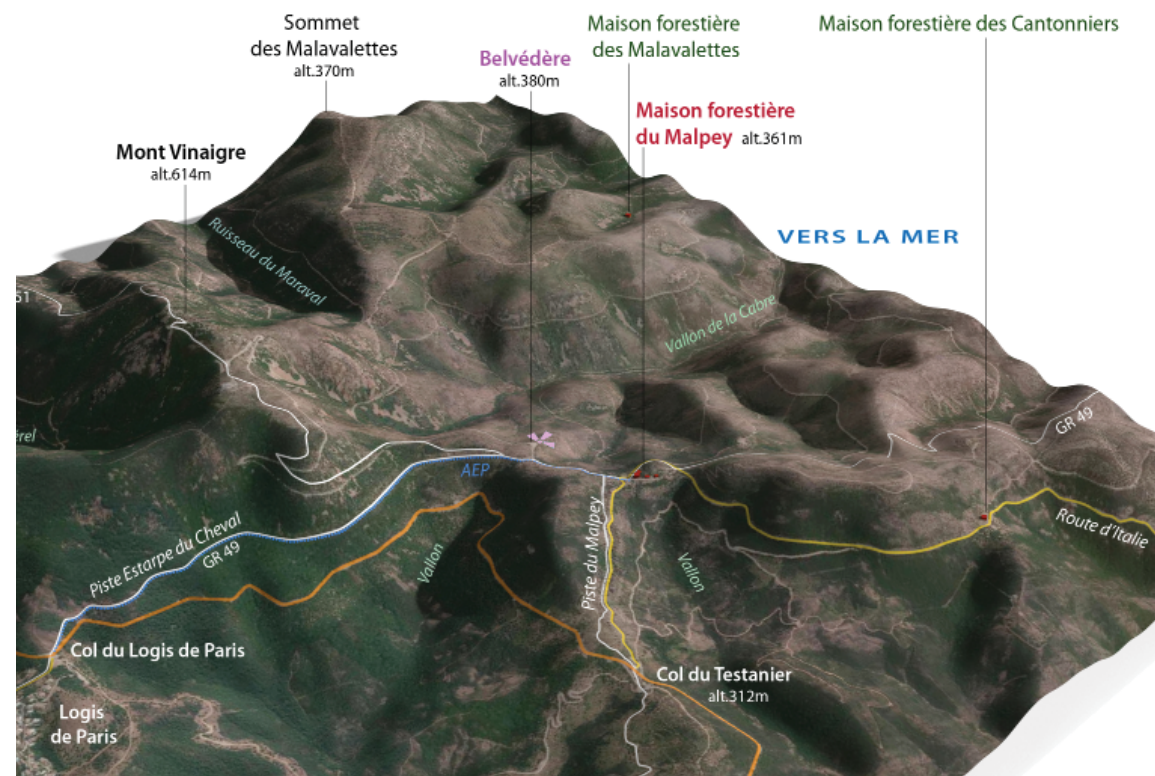 Sommet
des Malavalettes
alt.370m
Maison forestière
des Malavalettes
Maison forestière des Cantonniers
Belvédère
alt.380m
Maison forestière
du Malpey alt.361m
Mont Vinaigre
alt.614m
VERS LA MER
Ruisseau du Maraval
Vallon de la Cabre
51
érel
GR 49
AEP
Piste Estarpe du Cheval
GR 49
Vallon
Piste du Malpey
Vallon
Route d'Italie
Col du Logis de Paris
Col du Testanier
alt.312m
Logis
de Paris